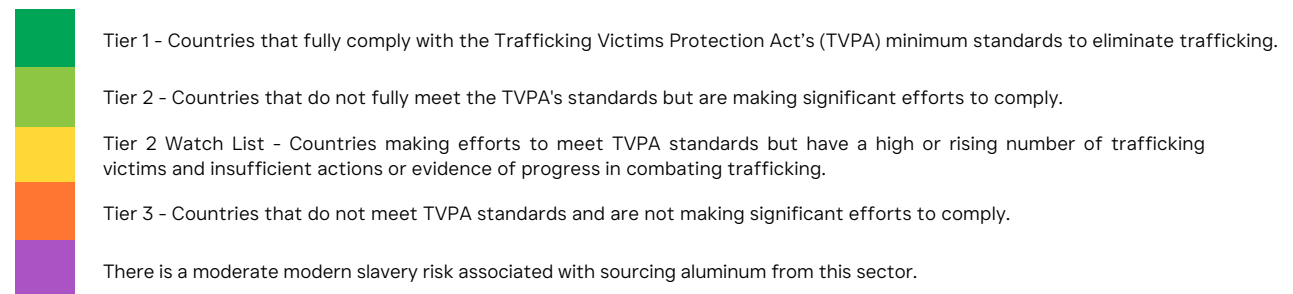 Tier 1 - Countries that fully comply with the Trafficking Victims Protection Act’s (TVPA) minimum standards to eliminate trafficking.
Tier 2 - Countries that do not fully meet the TVPA's standards but are making significant efforts to comply.
Tier 2 Watch List - Countries making efforts to meet TVPA standards but have a high or rising number of trafficking
victims and insufficient actions or evidence of progress in combating trafficking.
Tier 3 - Countries that do not meet TVPA standards and are not making significant efforts to comply.
There is a moderate modern slavery risk associated with sourcing aluminum from this sector.